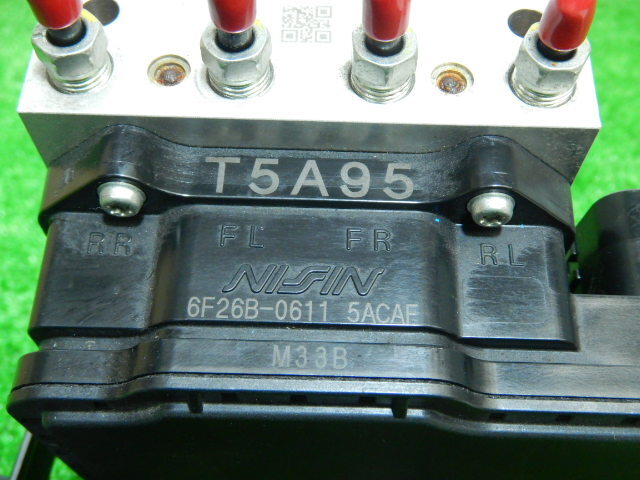 T5A95
RR FL FR RL
NISSIN
6F26B-0611 5ACAF
M33B